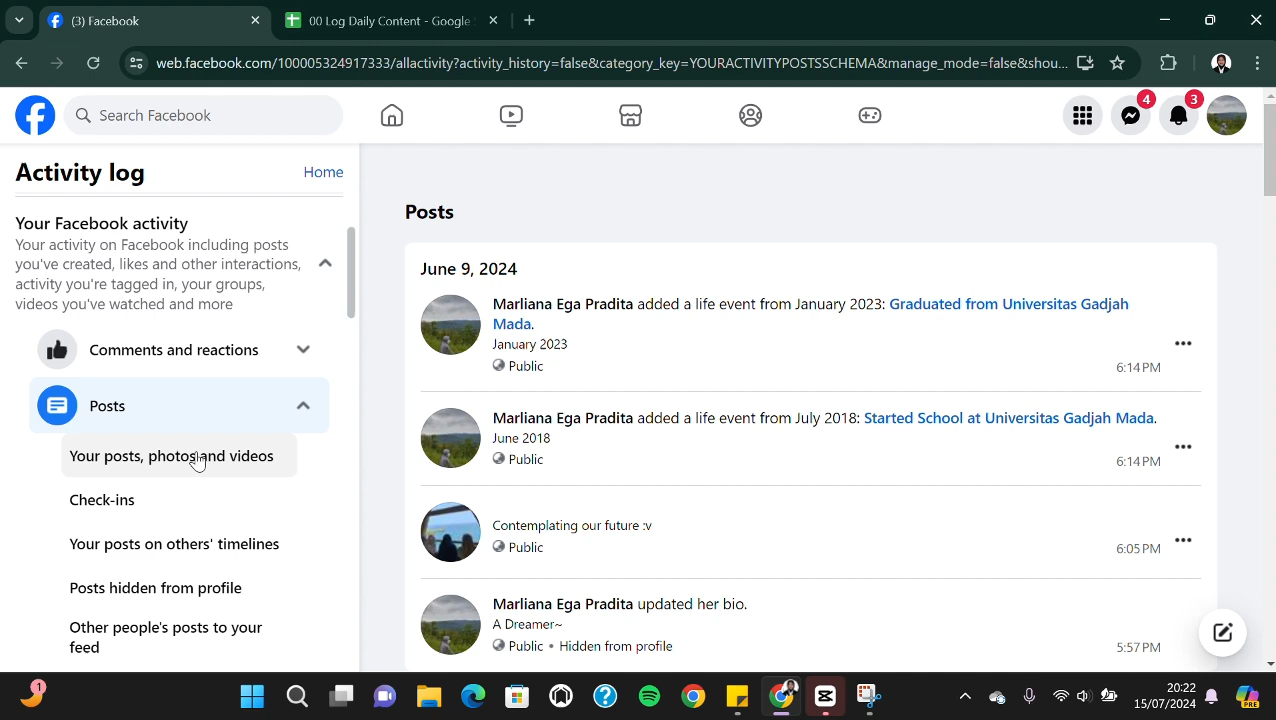 (3) Facebook
00 Log Daily Content - Google
web.facebook.com/100005324917333/allactivity?activity_history=false&category_key=YOURACTIVITYPOSTSSCHEMA&manage_mode=false&shou...
Search Facebook
4
3
Activity log
Home
Your Facebook activity
Your activity on Facebook including posts
you've created, likes and other interactions,
activity you're tagged in, your groups,
videos you've watched and more
Comments and reactions
Posts
Your posts, photos and videos
Check-ins
Your posts on others' timelines
Posts hidden from profile
Other people's posts to your
feed
Posts
June 9, 2024
Marliana Ega Pradita added a life event from January 2023: Graduated from Universitas Gadjah
Mada.
January 2023
Public
6:14 PM
Marliana Ega Pradita added a life event from July 2018: Started School at Universitas Gadjah Mada.
June 2018
Public
6:14 PM
Contemplating our future :v
Public
6:05 PM
Marliana Ega Pradita updated her bio.
A Dreamer~
Public • Hidden from profile
5:57 PM
1
20:22
15/07/2024
PRE